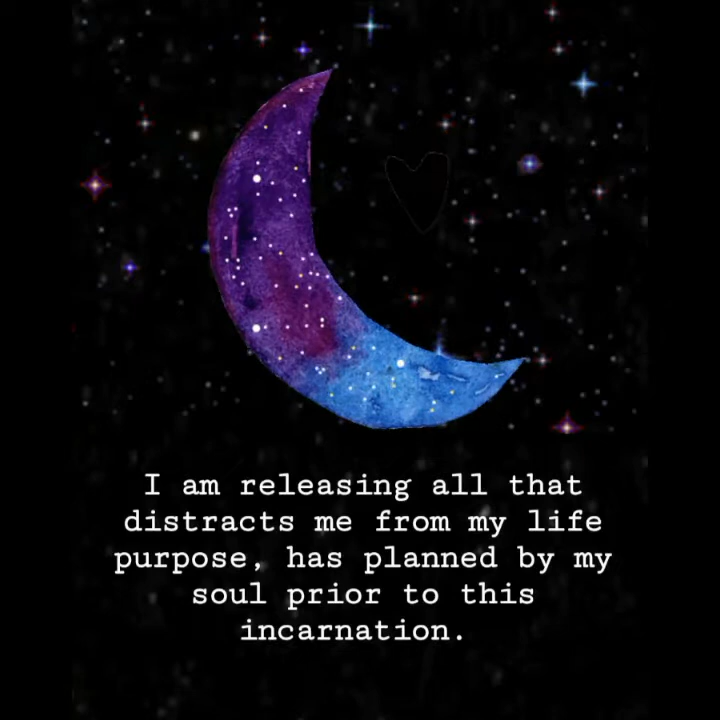 I am releasing all that
distracts me from my life
purpose, has planned by my
soul prior to this
incarnation.